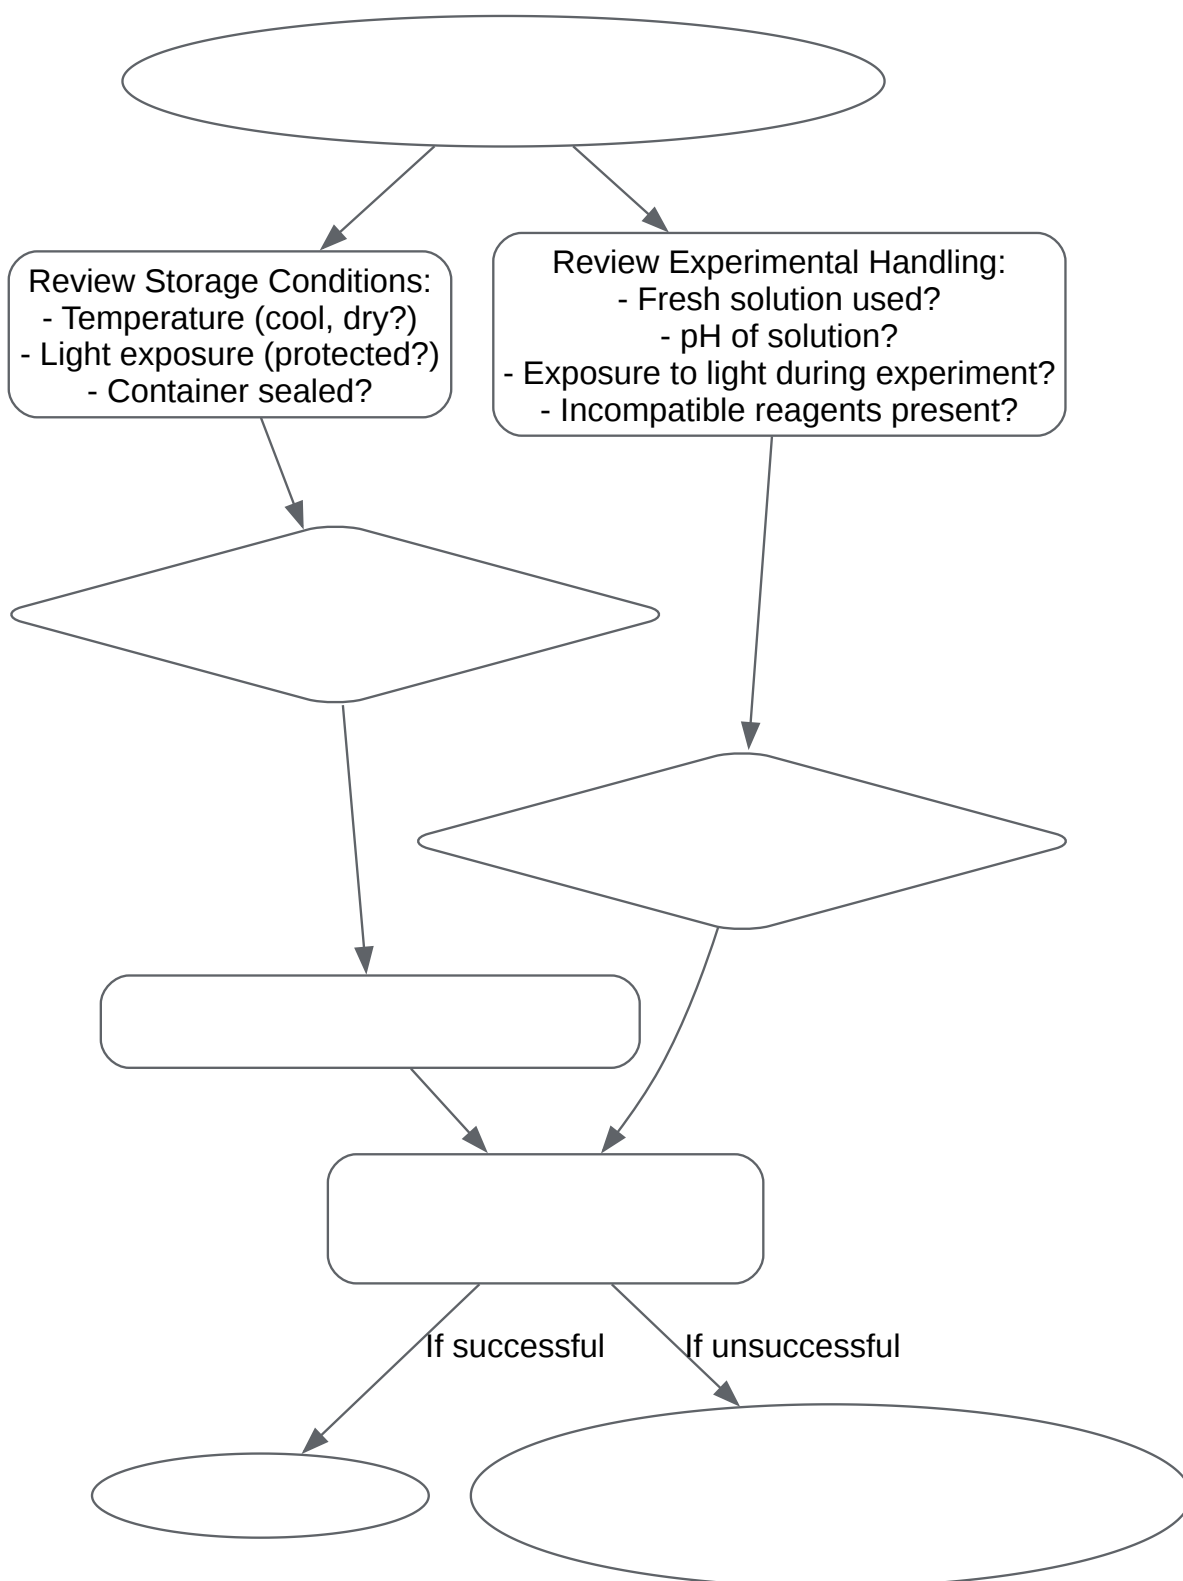 Review Storage Conditions:
- Temperature (cool, dry?)
- Light exposure (protected?)
- Container sealed?
Review Experimental Handling:
- Fresh solution used?
- pH of solution?
- Exposure to light during experiment?
- Incompatible reagents present?
If successful
If unsuccessful